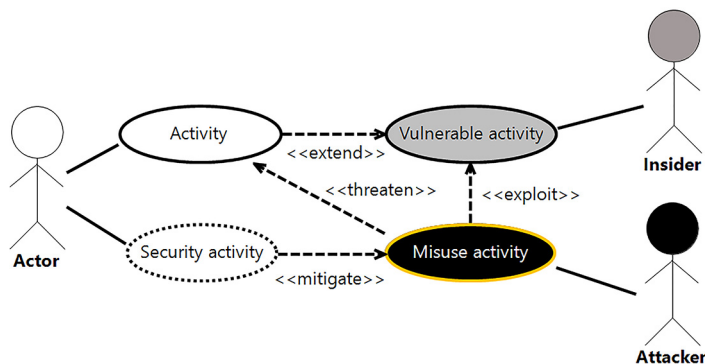 Activity
Vulnerable activity
<<extend>>
Insider
<<threaten>>
<<exploit>>
Actor
Security activity
Misuse activity
<<mitigate>>
Attacker